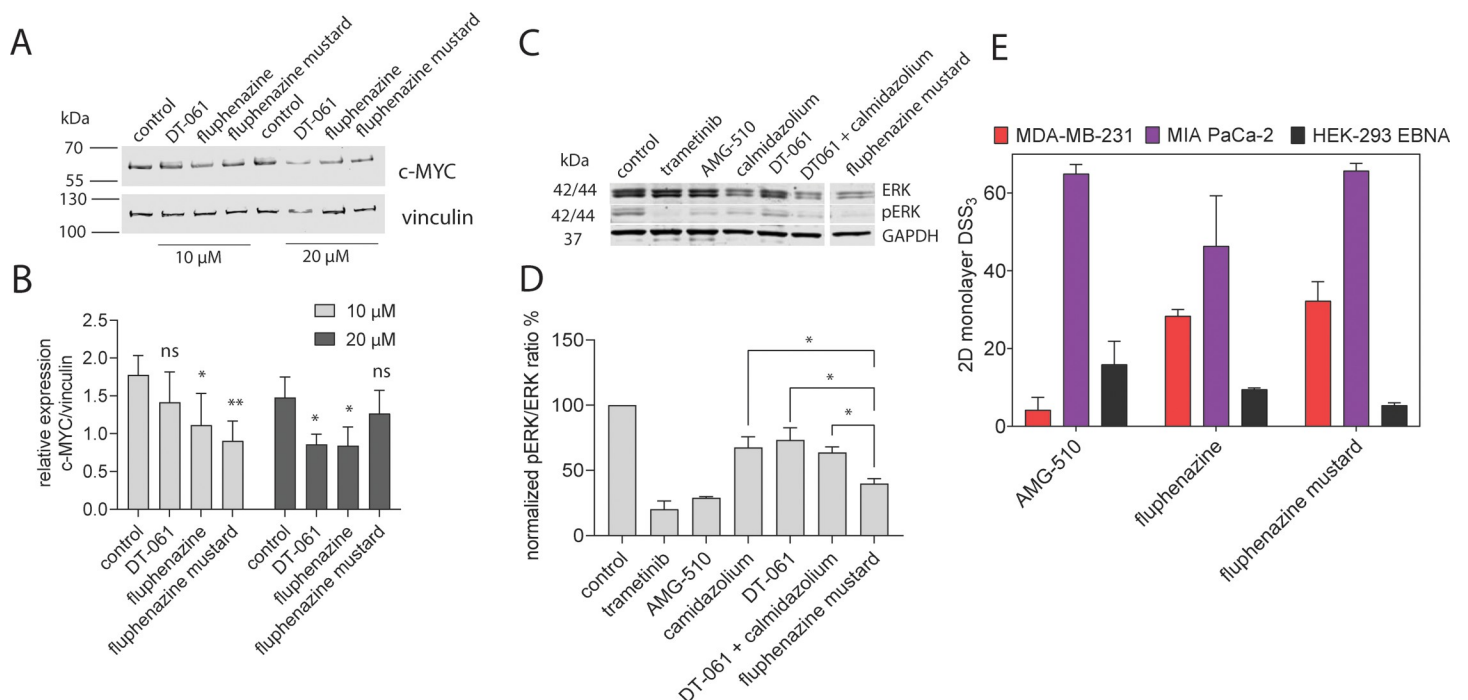 A
kDa
control
DT-061
fluphenazine
fluphenazine mustard
control
DT-061
fluphenazine
fluphenazine mustard
70
55
c-MYC
130
100
vinculin
10 µM
20 µM
B
10 µM
20 µM
relative expression
c-MYC/vinculin
2.5
2.0
1.5
1.0
0.5
0.0
ns
*
**
*
*
ns
control
DT-061
fluphenazine
fluphenazine mustard
control
DT-061
fluphenazine
fluphenazine mustard
C
kDa
control
trametinib
AMG-510
calmidazolium
DT-061
DT061 + calmidazolium
fluphenazine mustard
42/44
ERK
42/44
pERK
37
GAPDH
D
normalized pERK/ERK ratio %
150
100
50
0
*
*
*
control
trametinib
AMG-510
camidazolium
DT-061
DT-061 + calmidazolium
fluphenazine mustard
E
MDA-MB-231
MIA PaCa-2
HEK-293 EBNA
2D monolayer DSS3
60
40
20
0
AMG-510
fluphenazine
fluphenazine mustard